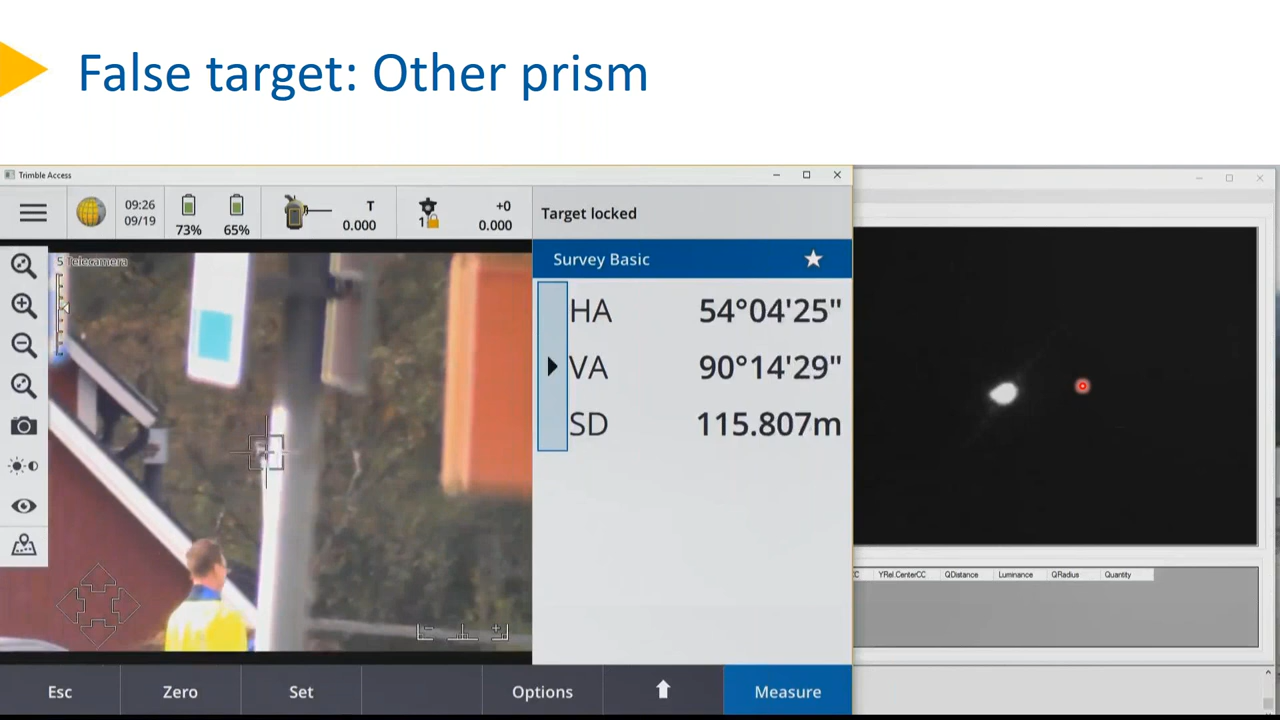 False target: Other prism
Trimble Access
09:26
09/19
73%
65%
T
0.000
1
+0
0.000
Target locked
5 Telecamera
Survey Basic
HA 54°04'25"
VA 90°14'29"
SD 115.807m
YRel.CenterCC QDistance Luminance QRadius Quantity
Esc Zero Set Options Measure